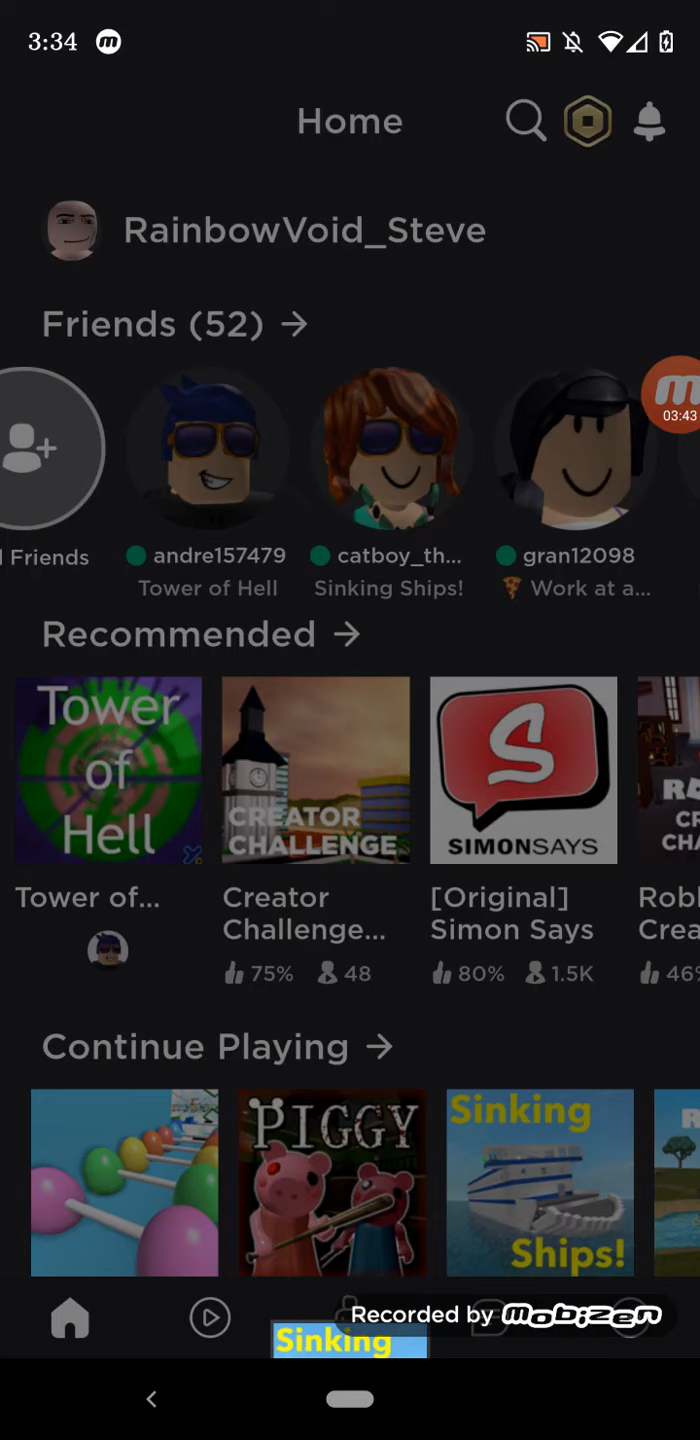 3:34
Home
RainbowVoid_Steve
Friends (52) →
03:43
Friends
andre157479
catboy_th...
gran12098
Tower of Hell
Sinking Ships!
🍕 Work at a...
Recommended →
Tower
of
Hell
CREATOR
CHALLENGE
S
SIMONSAYS
Tower of...
Creator
Challenge...
[Original]
Simon Says
Robl
Crea
75%
48
80%
1.5K
46%
Continue Playing →
PIGGY
Sinking
Ships!
Recorded by mobizen
Sinking